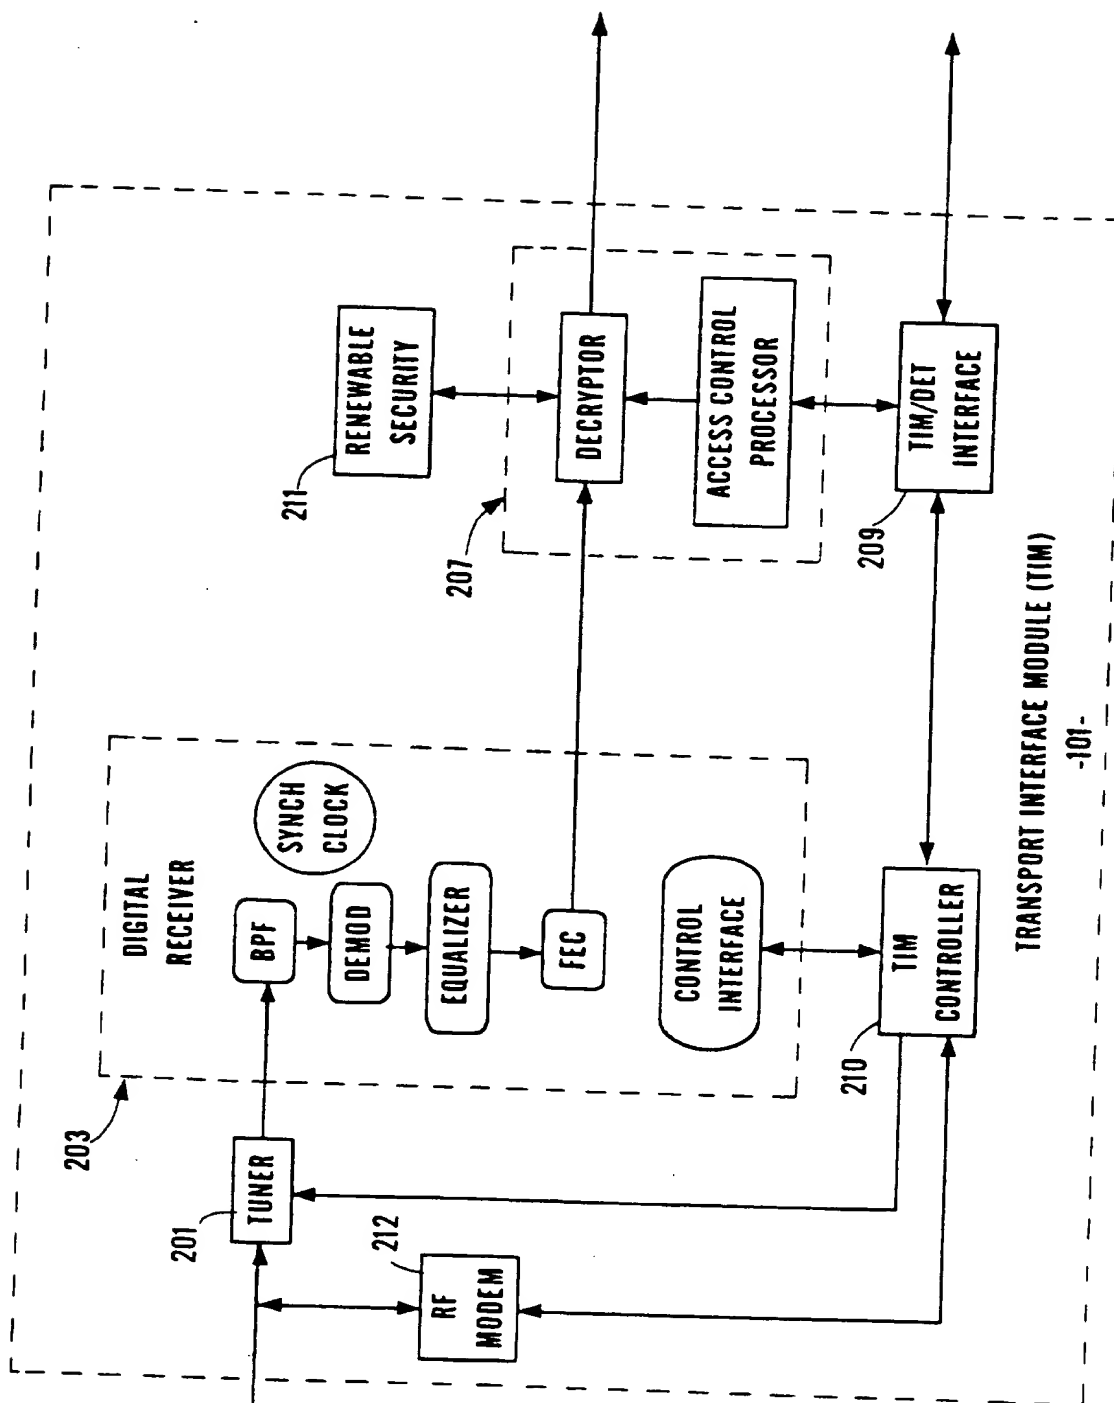 DIGITAL
RECEIVER
203
201
TUNER
212
RF
MODEM
BPF
DEMOD
EQUALIZER
FEC
SYNCH
CLOCK
CONTROL
INTERFACE
210
TIM
CONTROLLER
211
RENEWABLE
SECURITY
207
DECRYPTOR
ACCESS CONTROL
PROCESSOR
209
TIM/DET
INTERFACE
TRANSPORT INTERFACE MODULE (TIM)
-101-